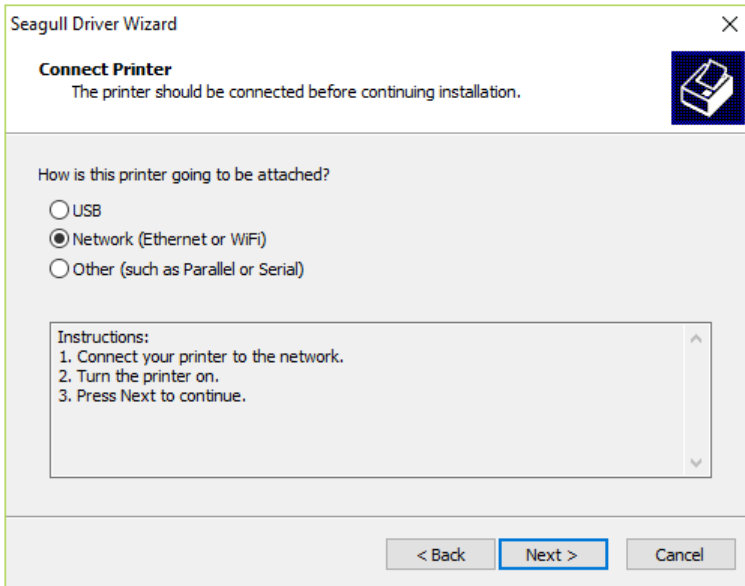 Seagull Driver Wizard
Connect Printer
The printer should be connected before continuing installation.
How is this printer going to be attached?
USB
Network (Ethernet or WiFi)
Other (such as Parallel or Serial)
Instructions:
1. Connect your printer to the network.
2. Turn the printer on.
3. Press Next to continue.
< Back Next > Cancel